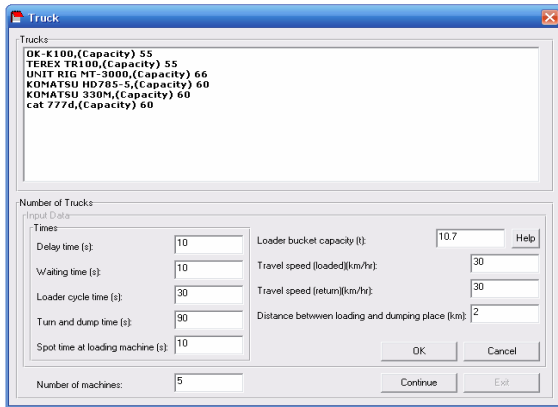 Truck
Trucks
OK-K100,(Capacity) 55
TEREX TR100,(Capacity) 55
UNIT RIG MT-3000,(Capacity) 66
KOMATSU HD785-5,(Capacity) 60
KOMATSU 330M,(Capacity) 60
cat 777d,(Capacity) 60
Number of Trucks
Input Data
Times
Delay time (s): 10
Waiting time (s): 10
Loader cycle time (s): 30
Turn and dump time (s): 90
Spot time at loading machine (s): 10
Loader bucket capacity (t): 10.7 Help
Travel speed (loaded)(km/hr): 30
Travel speed (return)(km/hr): 30
Distance betwwen loading and dumping place (km): 2
OK Cancel
Number of machines: 5
Continue Exit